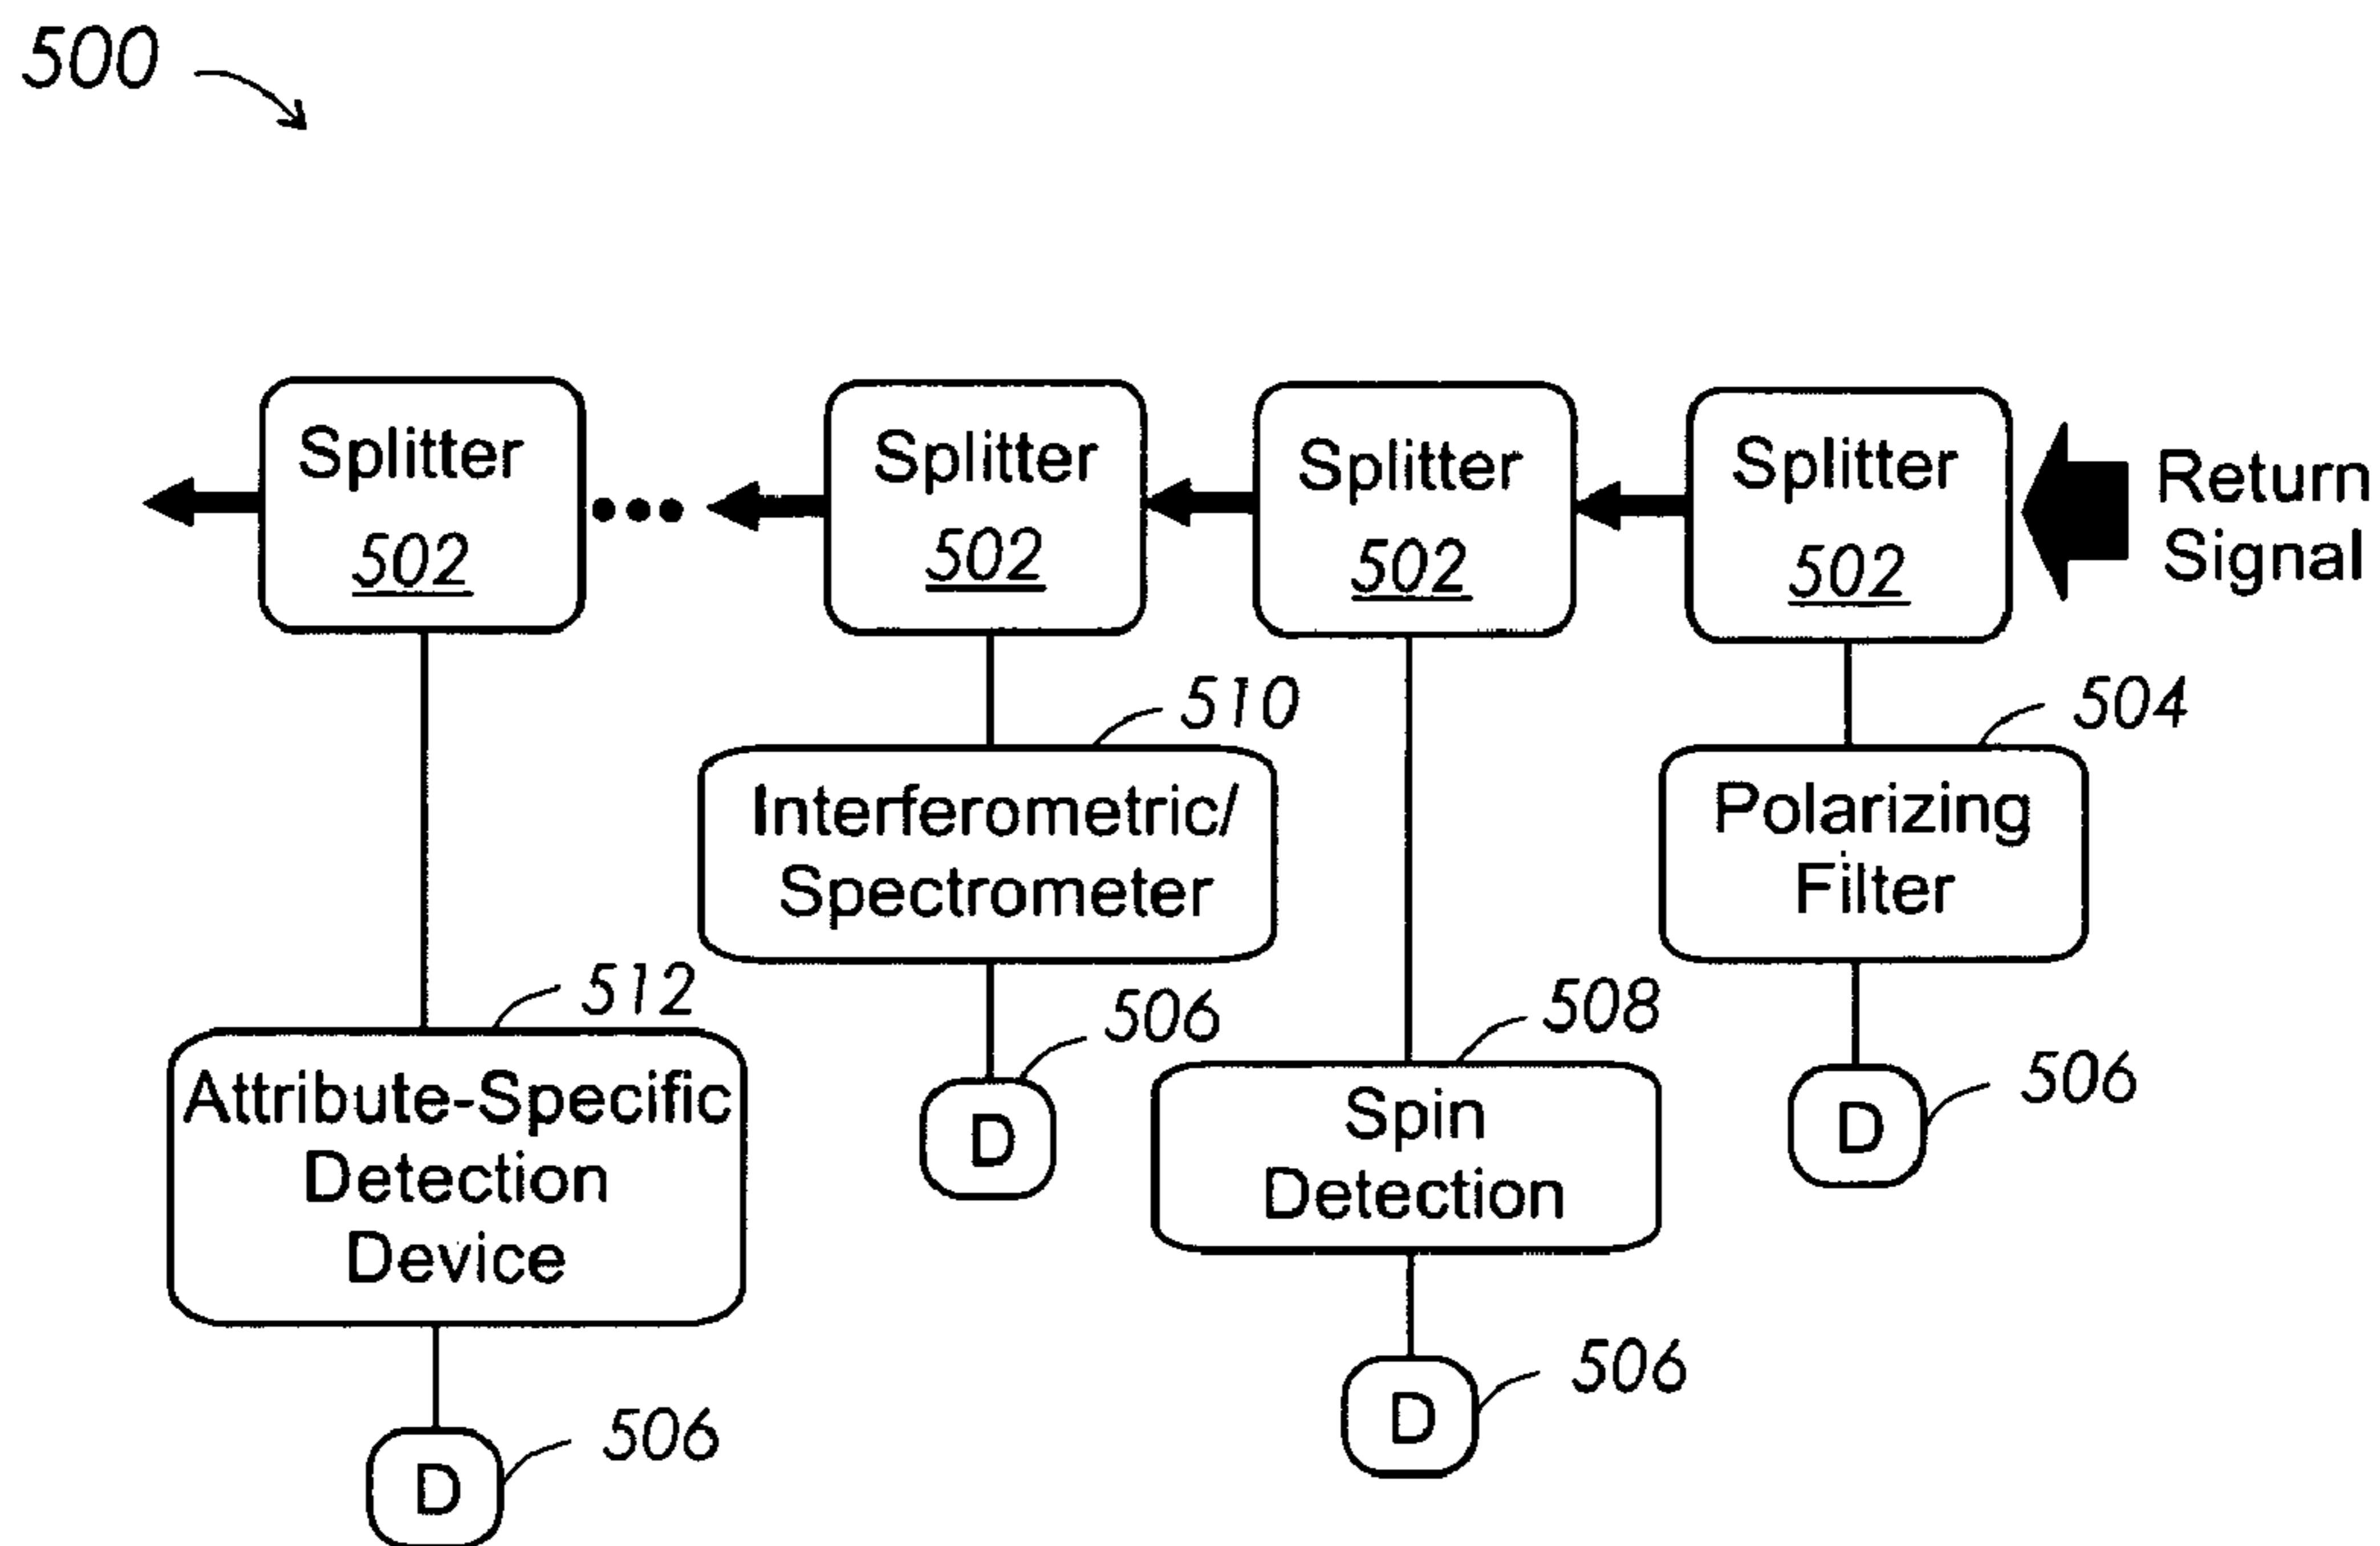 500
Splitter
502
Splitter
502
Splitter
502
Splitter
502
Return
Signal
510
504
Interferometric/
Spectrometer
Polarizing
Filter
512
506
508
506
Attribute-Specific
Detection
Device
D
Spin
Detection
D
506
D
506
D